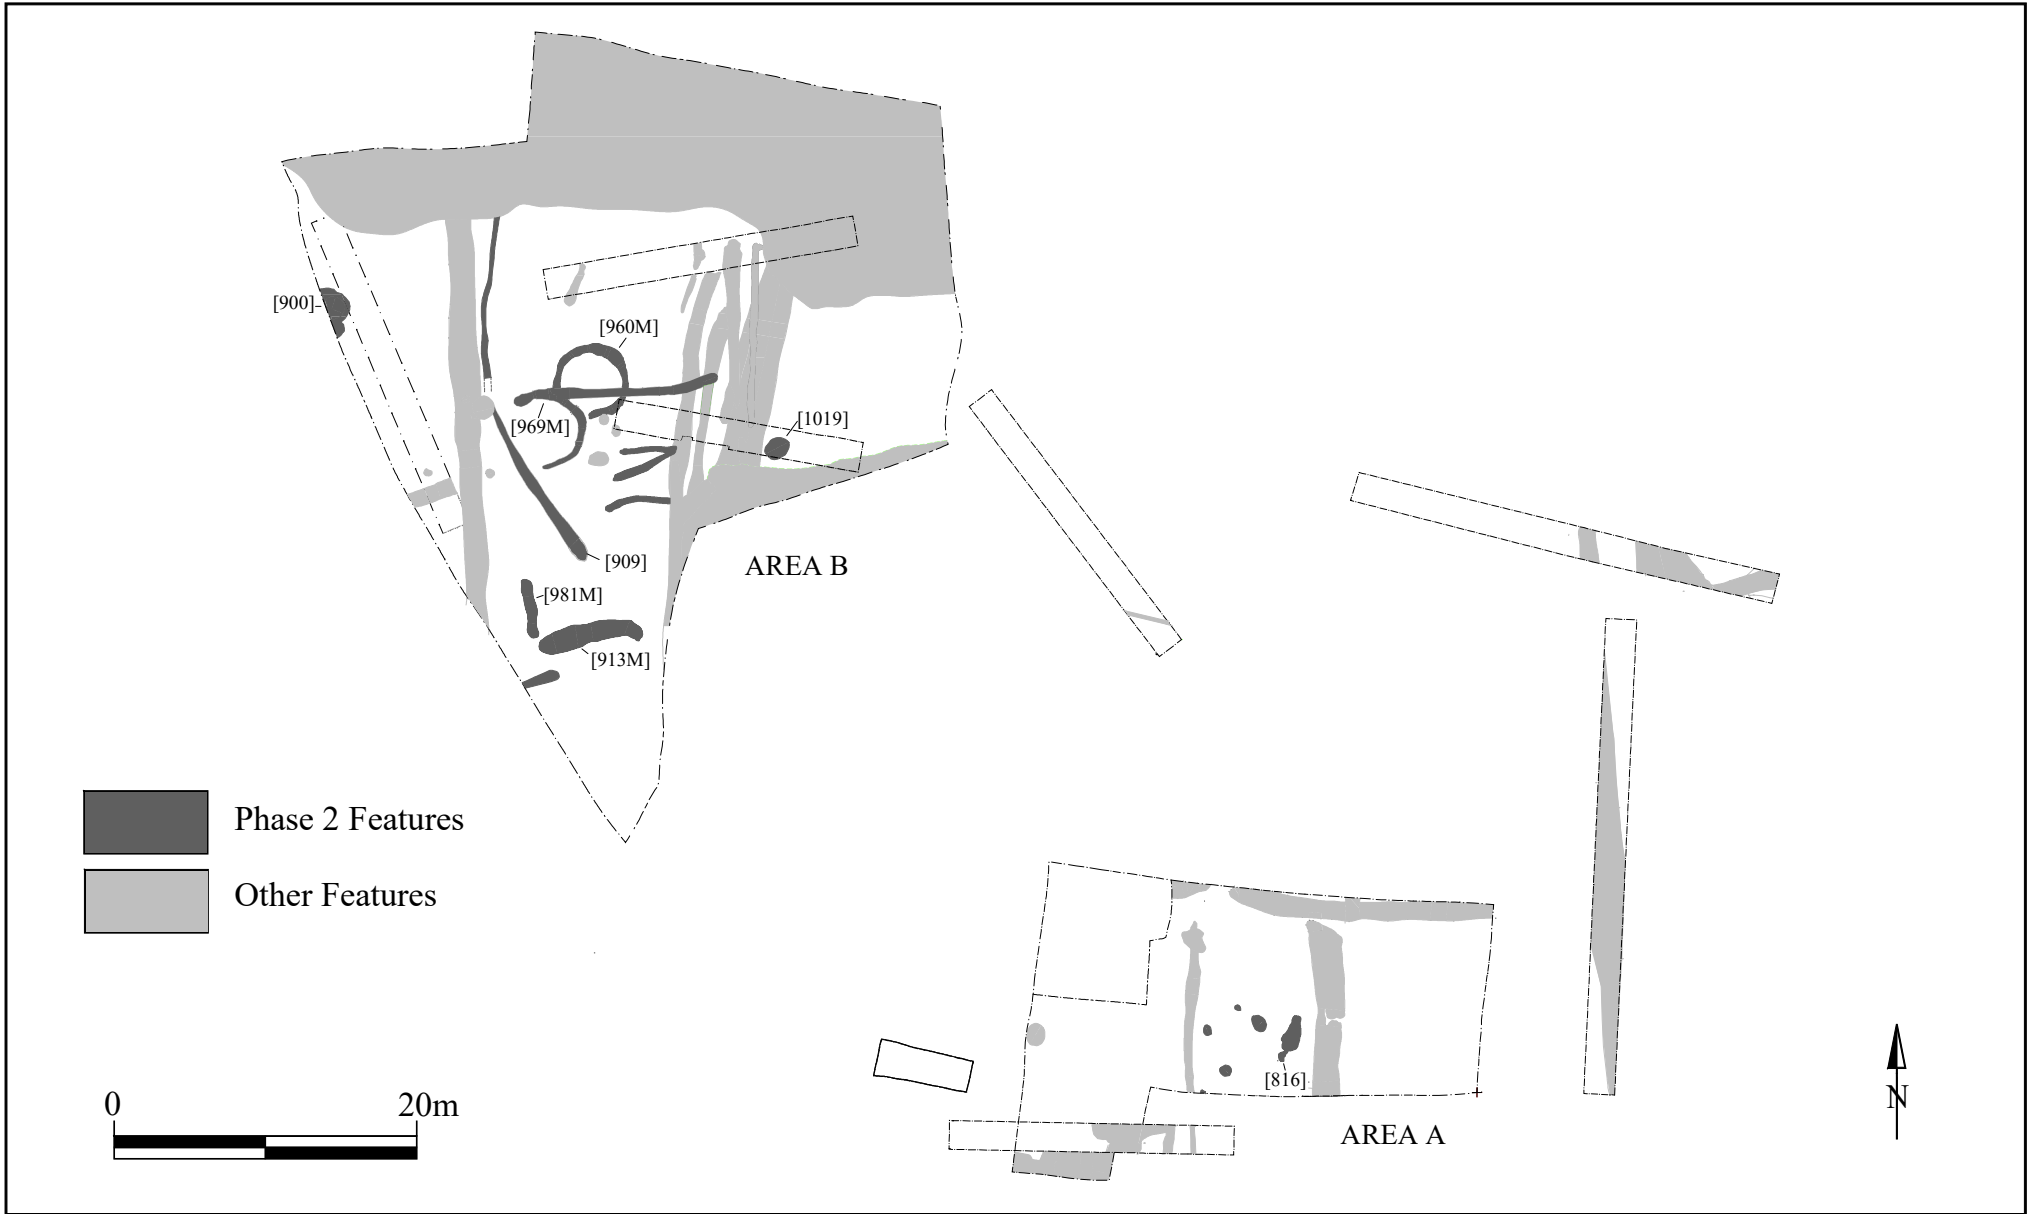 [900]
[960M]
[969M]
[1019]
[909]
AREA B
[981M]
[913M]
Phase 2 Features
Other Features
0
20m
[816]
AREA A
N